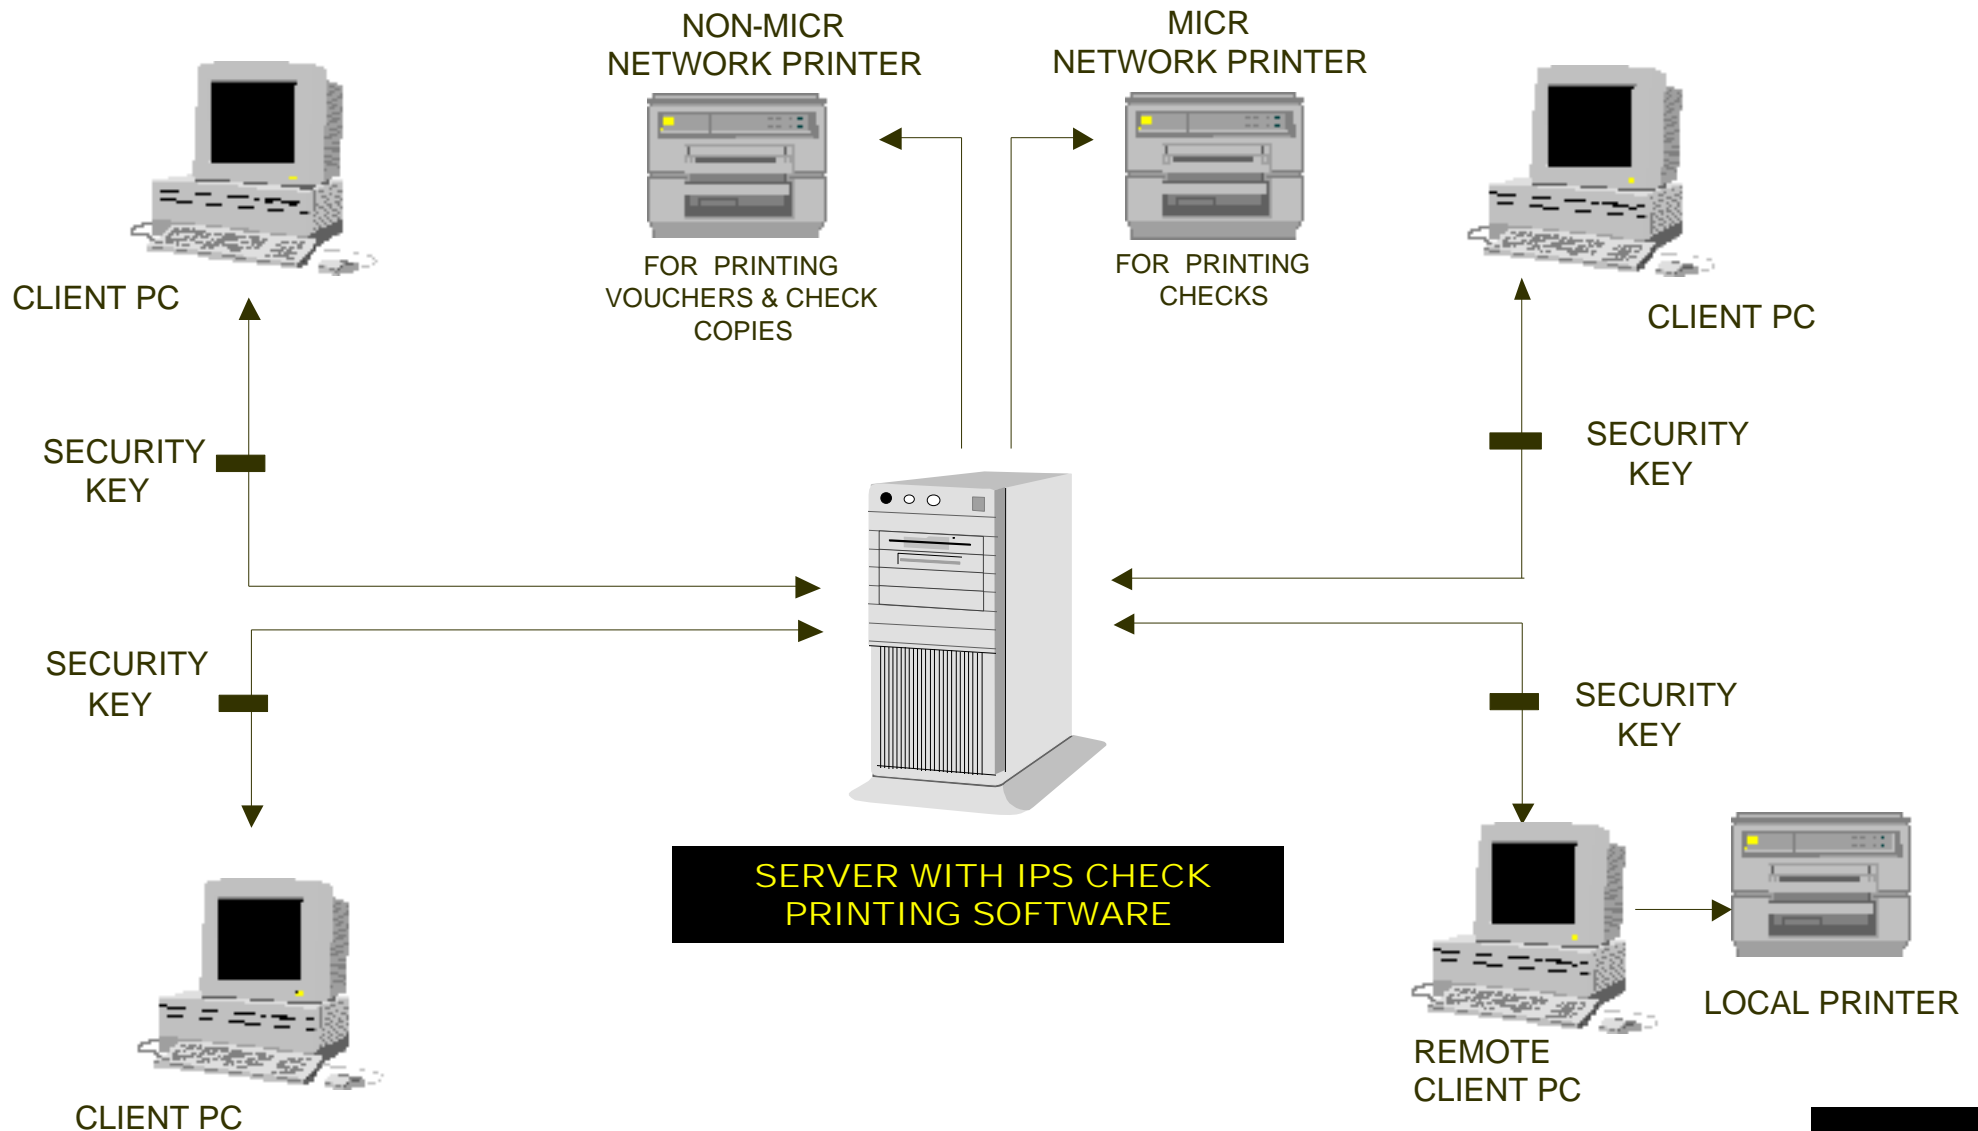 NON-MICR
NETWORK PRINTER
MICR
NETWORK PRINTER
FOR PRINTING
VOUCHERS & CHECK
COPIES
FOR PRINTING
CHECKS
CLIENT PC
CLIENT PC
SECURITY
KEY
SECURITY
KEY
SECURITY
KEY
SECURITY
KEY
SERVER WITH IPS CHECK
PRINTING SOFTWARE
LOCAL PRINTER
REMOTE
CLIENT PC
CLIENT PC